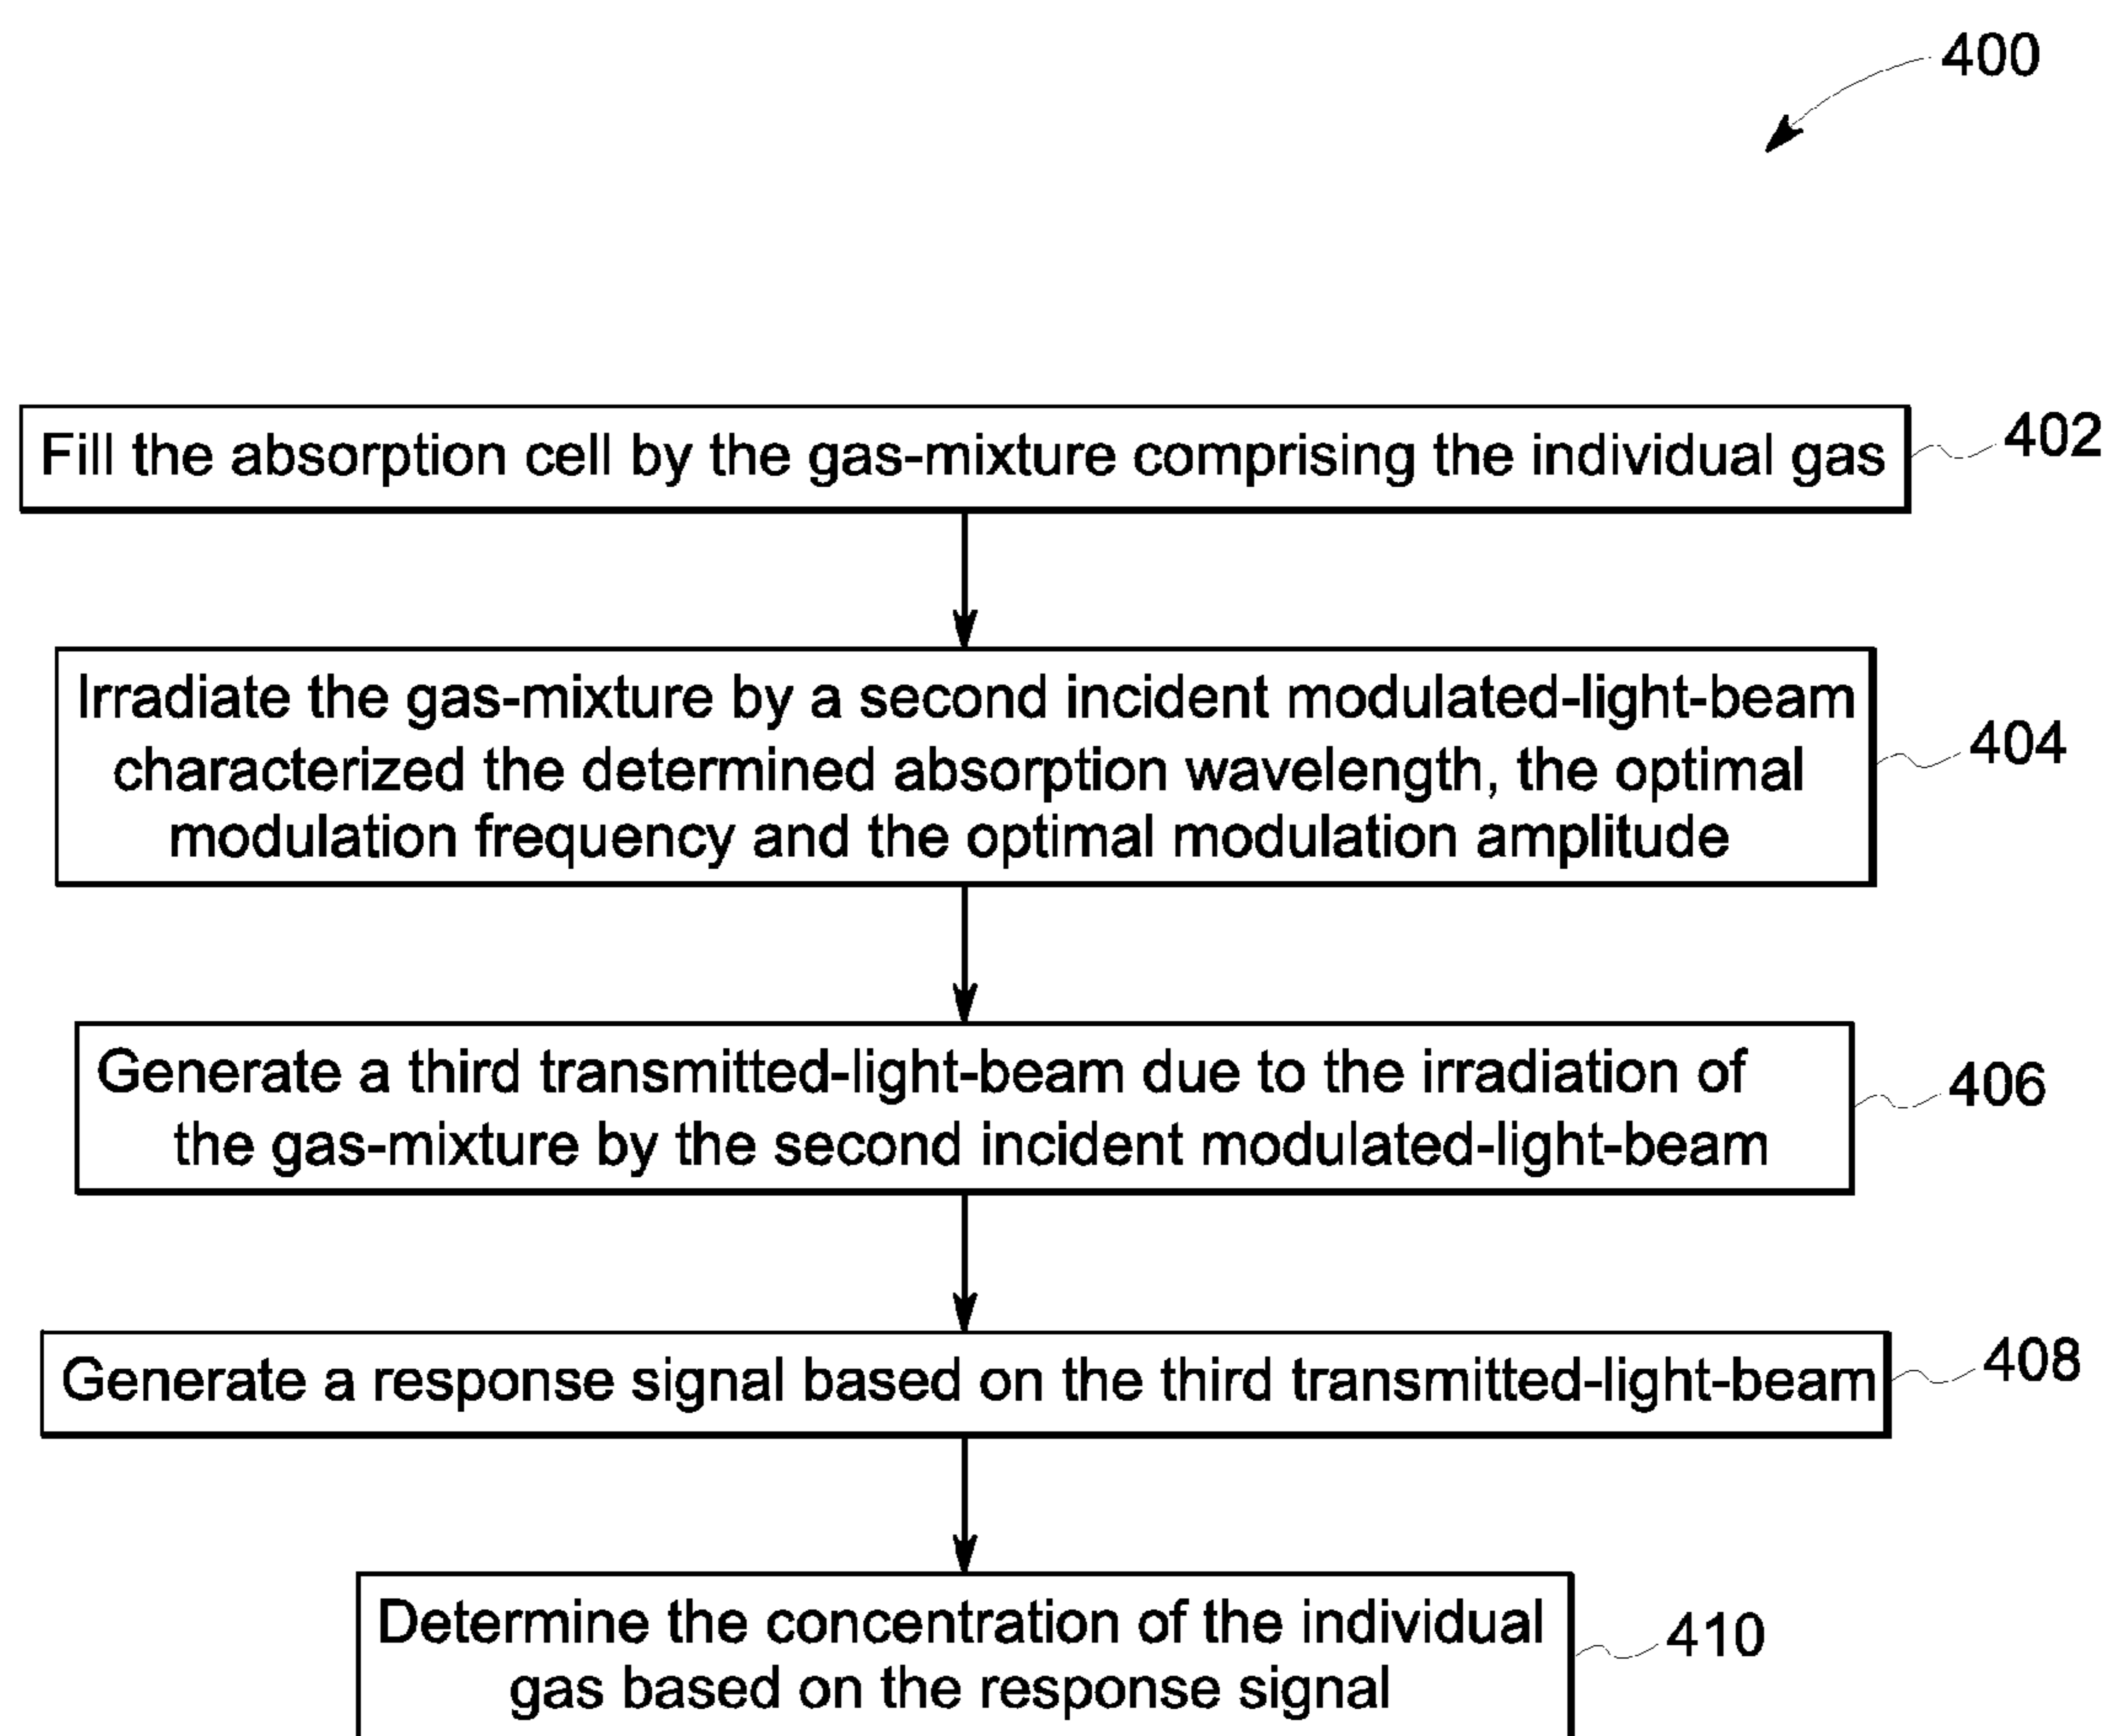 400
Fill the absorption cell by the gas-mixture comprising the individual gas
402
Irradiate the gas-mixture by a second incident modulated-light-beam
characterized the determined absorption wavelength, the optimal
modulation frequency and the optimal modulation amplitude
404
Generate a third transmitted-light-beam due to the irradiation of
the gas-mixture by the second incident modulated-light-beam
406
Generate a response signal based on the third transmitted-light-beam
408
Determine the concentration of the individual
gas based on the response signal
410